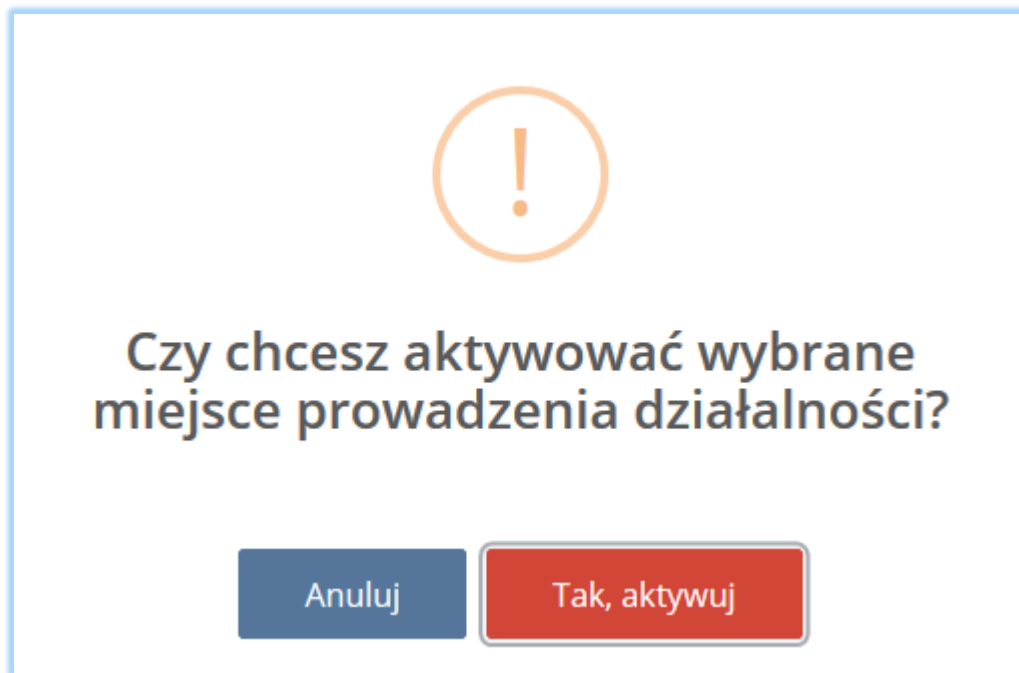 !
Czy chcesz aktywować wybrane
miejsce prowadzenia działalności?
Anuluj
Tak, aktywuj